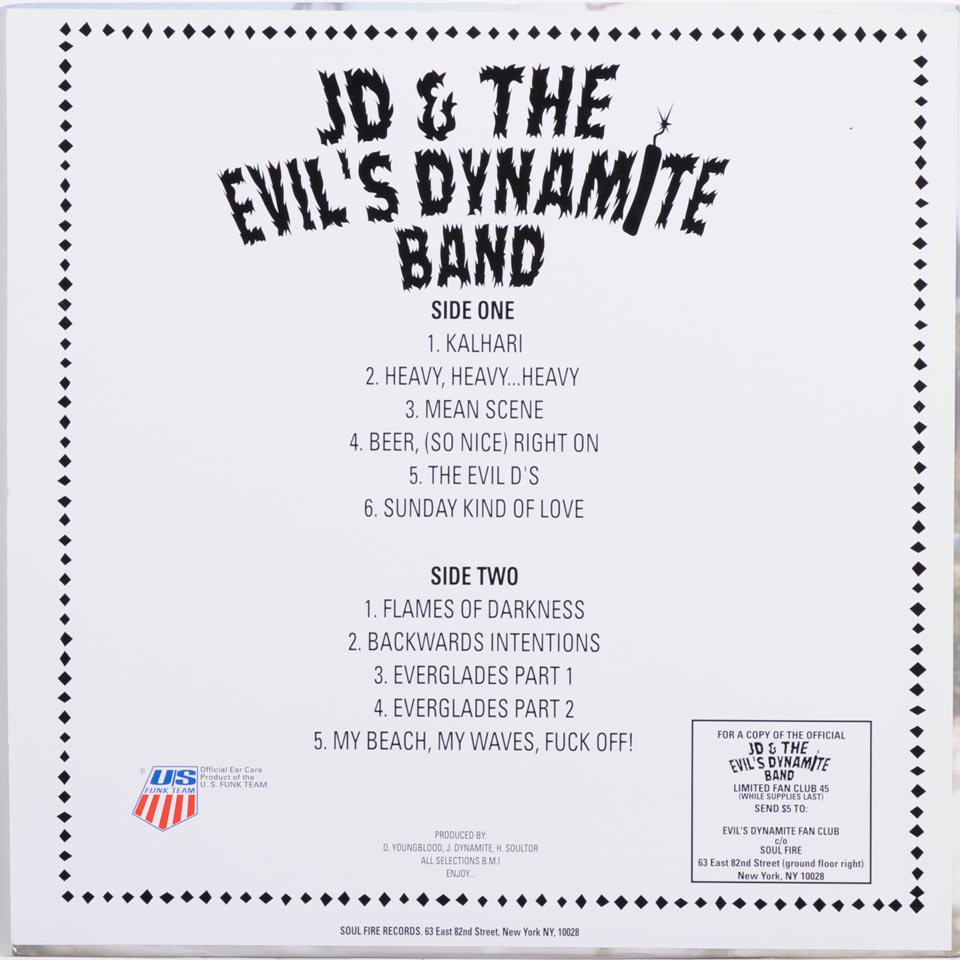 JD & THE
EVIL'S DYNAMITE
BAND
SIDE ONE
1. KALHARI
2. HEAVY, HEAVY...HEAVY
3. MEAN SCENE
4. BEER, (SO NICE) RIGHT ON
5. THE EVIL D'S
6. SUNDAY KIND OF LOVE
SIDE TWO
1. FLAMES OF DARKNESS
2. BACKWARDS INTENTIONS
3. EVERGLADES PART 1
4. EVERGLADES PART 2
5. MY BEACH, MY WAVES, FUCK OFF!
©
US
FUNK TEAM
Official Ear Care
Product of the
U. S. FUNK TEAM
PRODUCED BY:
O. YOUNGBLOOD, J. DYNAMITE, H. SOULTOR
ALL SELECTIONS B.M.I
ENJOY...
FOR A COPY OF THE OFFICIAL
JD & THE
EVIL'S DYNAMITE
BAND
LIMITED FAN CLUB 45
(WHILE SUPPLIES LAST)
SEND $5 TO:
EVIL'S DYNAMITE FAN CLUB
c/o
SOUL FIRE
63 East 82nd Street (ground floor right)
New York, NY 10028
SOUL FIRE RECORDS. 63 East 82nd Street, New York NY, 10028